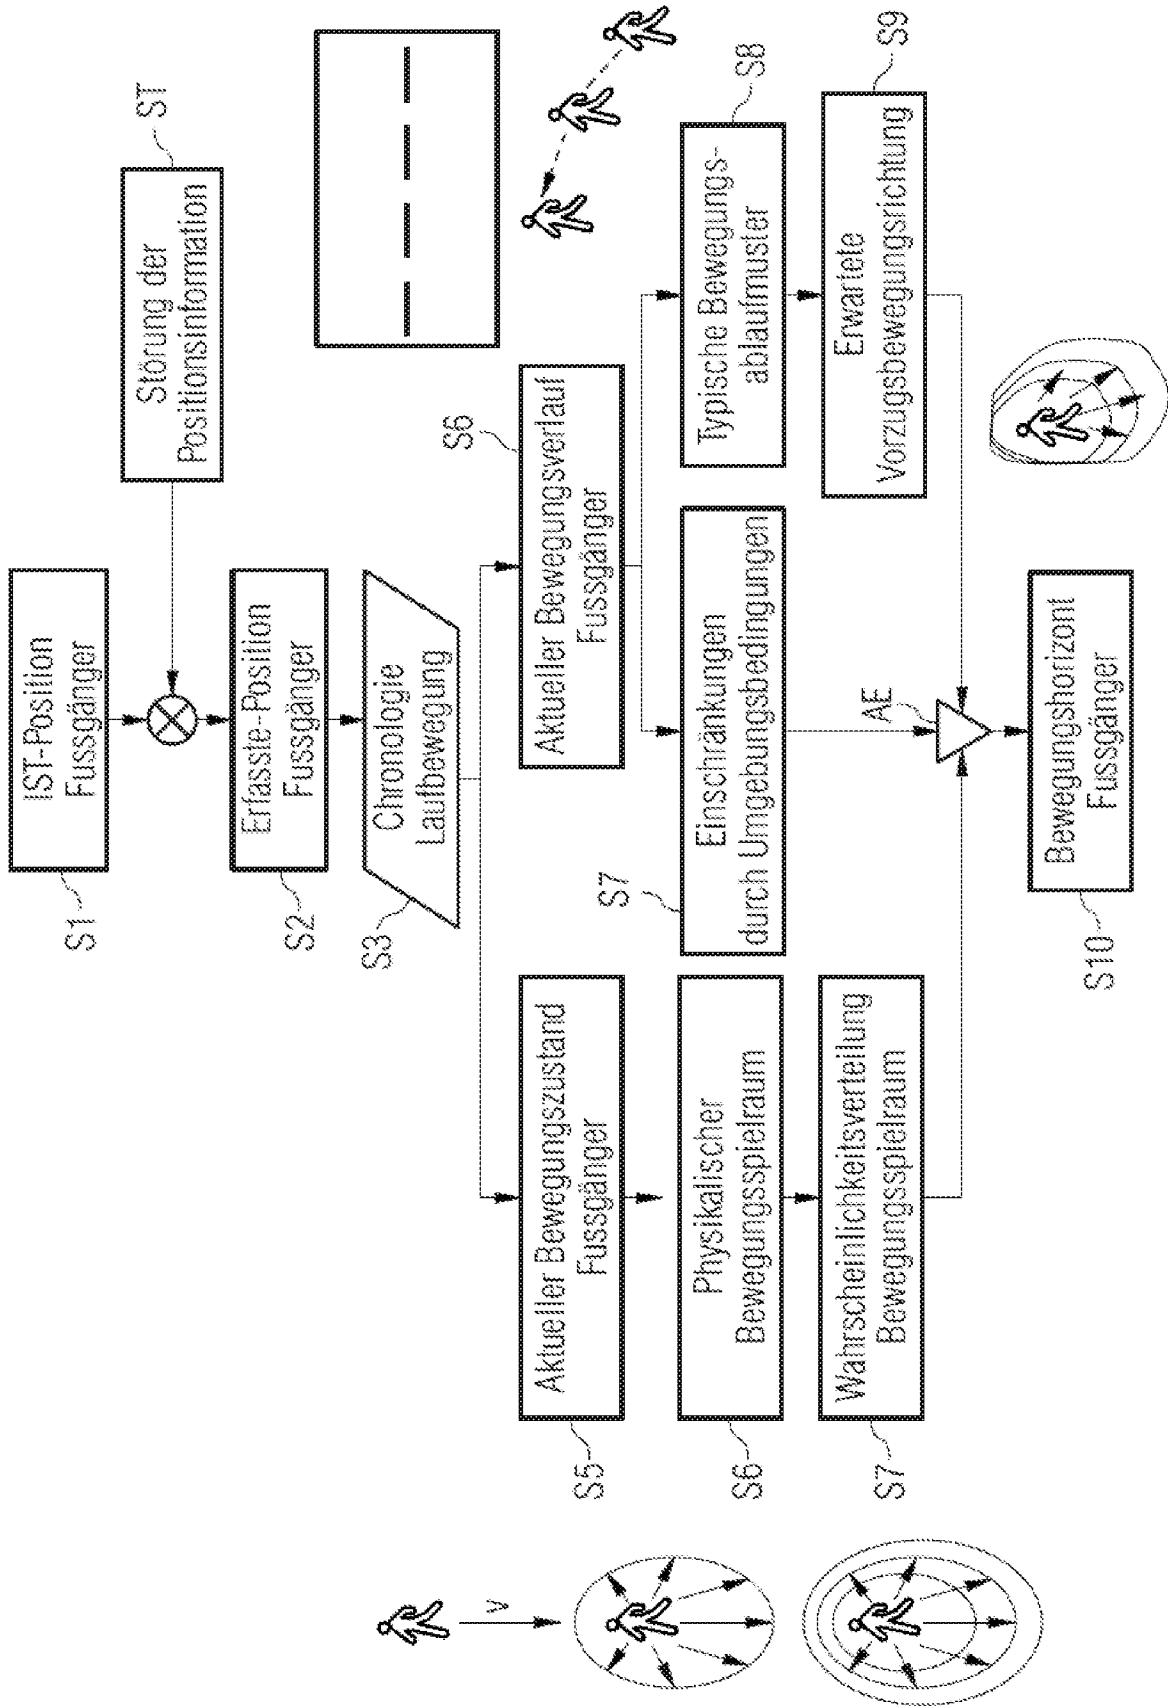 S1
IST-Position
Fussgänger
ST
Störung der
Positionsinformation
S2
Erfasste-Position
Fussgänger
S3
Chronologie
Laufbewegung
S5
Aktueller Bewegungszustand
Fussgänger
S6
Aktueller Bewegungsverlauf
Fussgänger
V
S6
Physikalischer
Bewegungsspielraum
S7
Einschränkungen
durch Umgebungsbedingungen
S8
Typische Bewegungs-
ablaufmuster
S7
Wahrscheinlichkeitsverteilung
Bewegungsspielraum
S9
Erwartete
Vorzugsbewegungsrichtung
AE
S10
Bewegungshorizont
Fussgänger